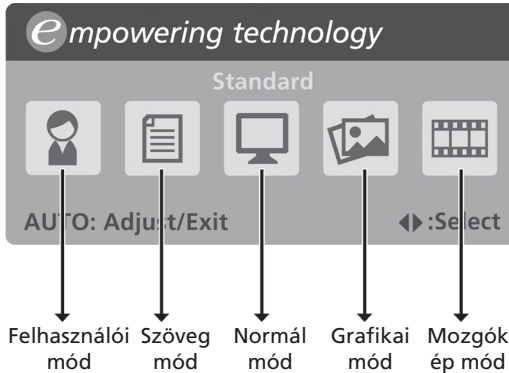 empowering technology
Standard
AUTO: Adjust/Exit
:Select
Felhasználói mód
Szöveg mód
Normál mód
Grafikai mód
Mozgók
ép mód